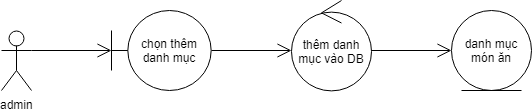 chọn thêm
danh mục
thêm danh
mục vào DB
danh mục
món ăn
admin